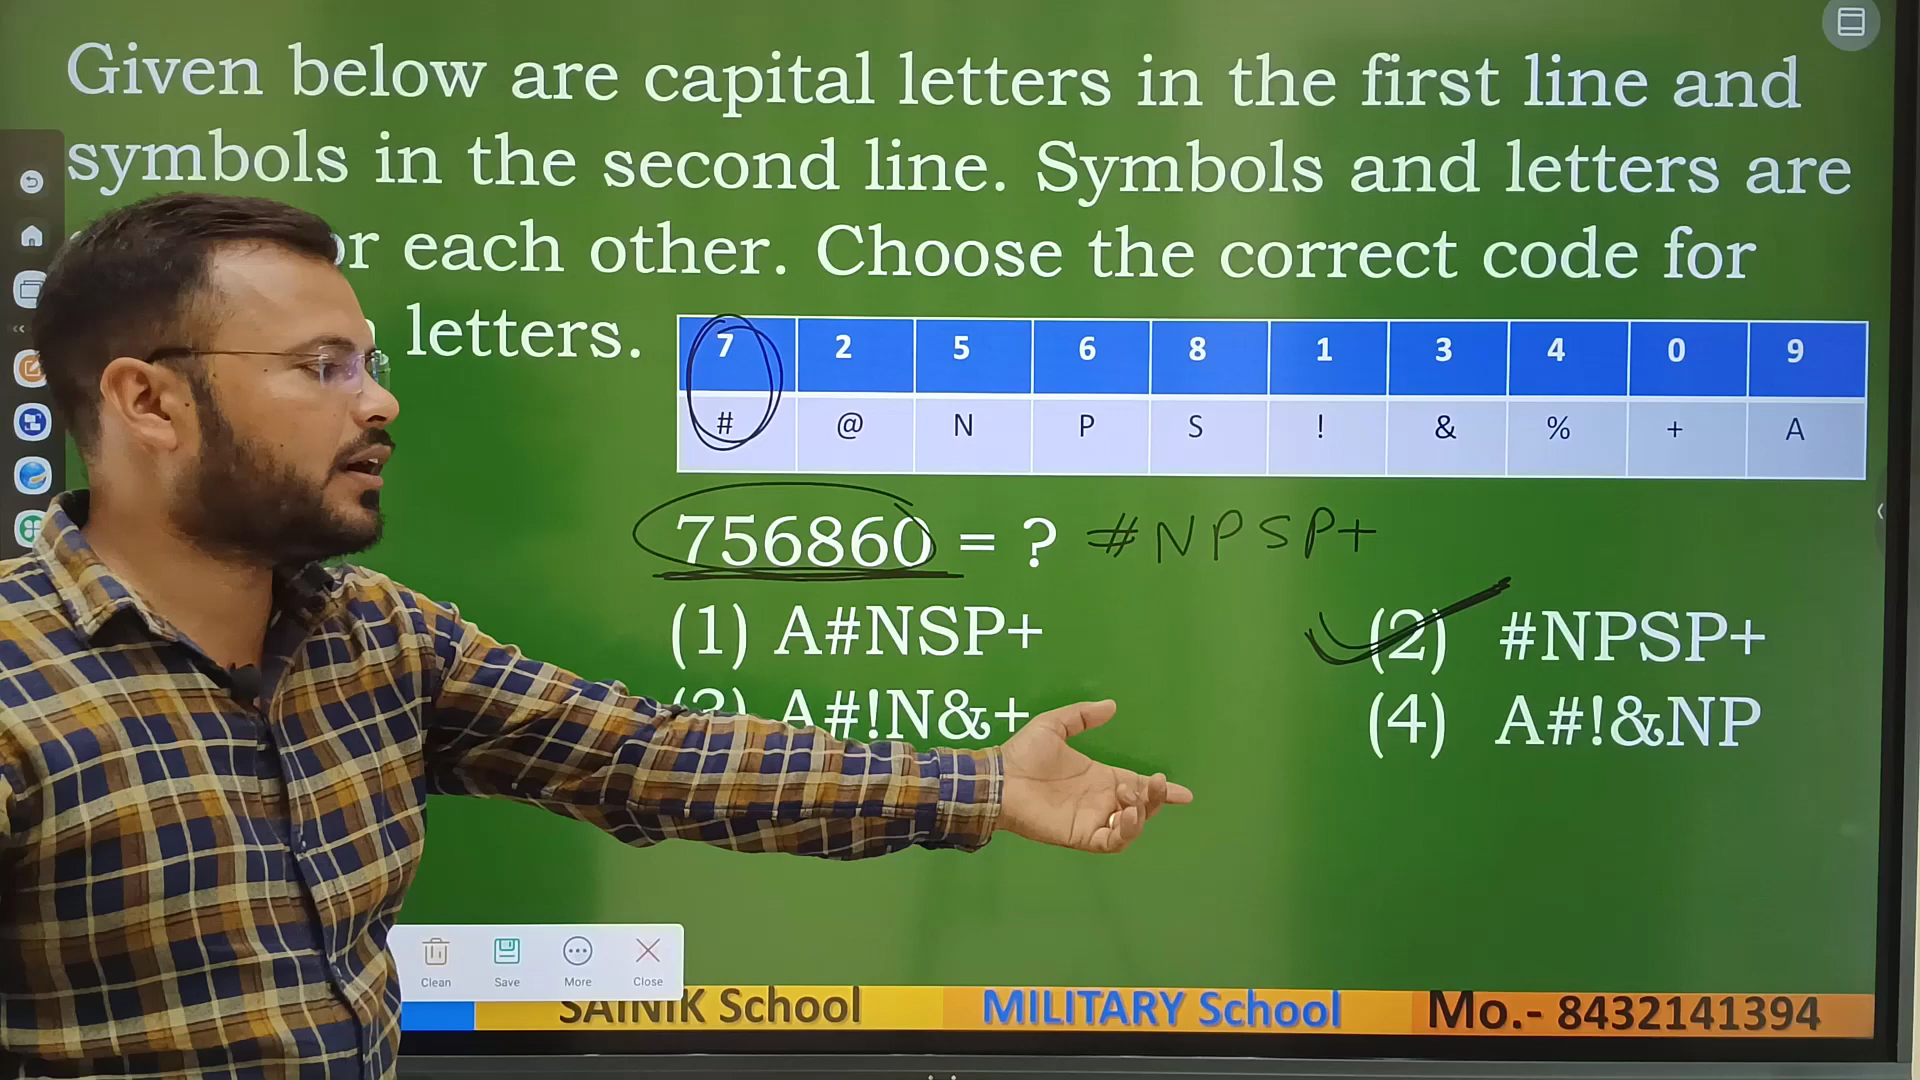 Given below are capital letters in the first line and
symbols in the second line. Symbols and letters are
each other. Choose the correct code for
letters.
7 2 5 6 8 1 3 4 0 9
# @ N P S ! & % + A
756860 = ? #NPSP+
(1) A#NSP+ (2) #NPSP+
(3) A#!N&+ (4) A#!&NP
Clean Save More Close
SAINIK School MILITARY School Mo.- 8432141394